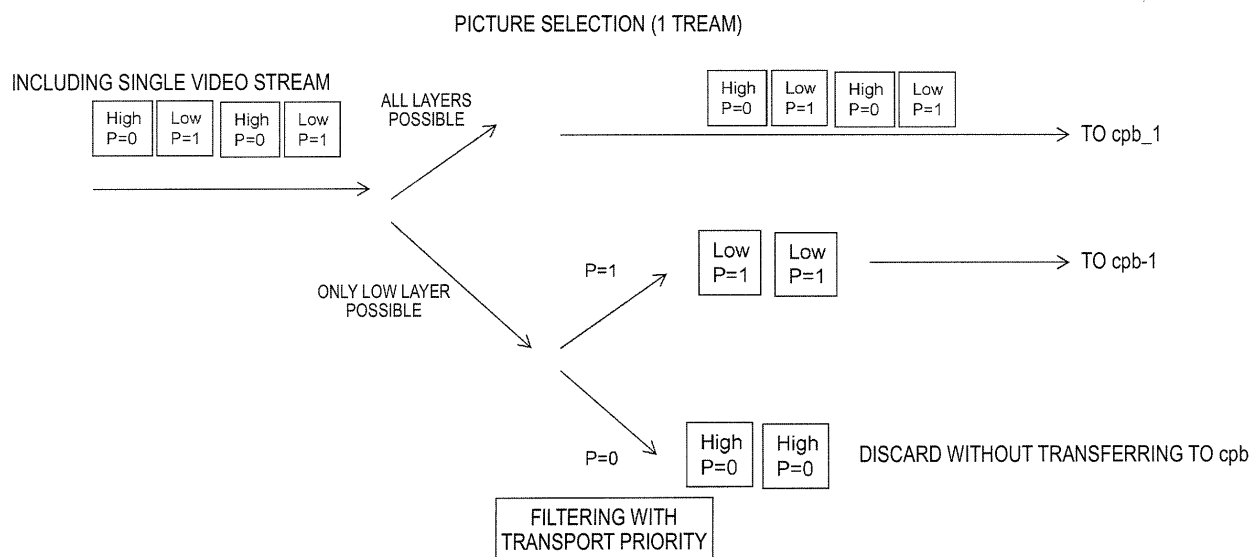 PICTURE SELECTION (1 TREAM)
INCLUDING SINGLE VIDEO STREAM
High
P=0
Low
P=1
High
P=0
Low
P=1
ALL LAYERS
POSSIBLE
High
P=0
Low
P=1
High
P=0
Low
P=1
TO cpb_1
ONLY LOW LAYER
POSSIBLE
P=1
Low
P=1
Low
P=1
TO cpb-1
P=0
High
P=0
High
P=0
DISCARD WITHOUT TRANSFERRING TO cpb
FILTERING WITH
TRANSPORT PRIORITY